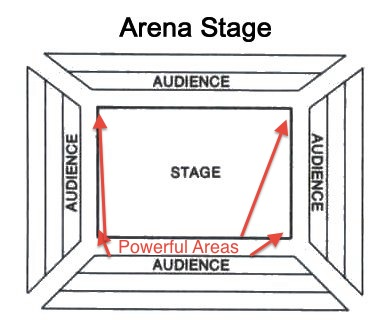 Arena Stage
AUDIENCE
AUDIENCE
STAGE
AUDIENCE
Powerful Areas
AUDIENCE